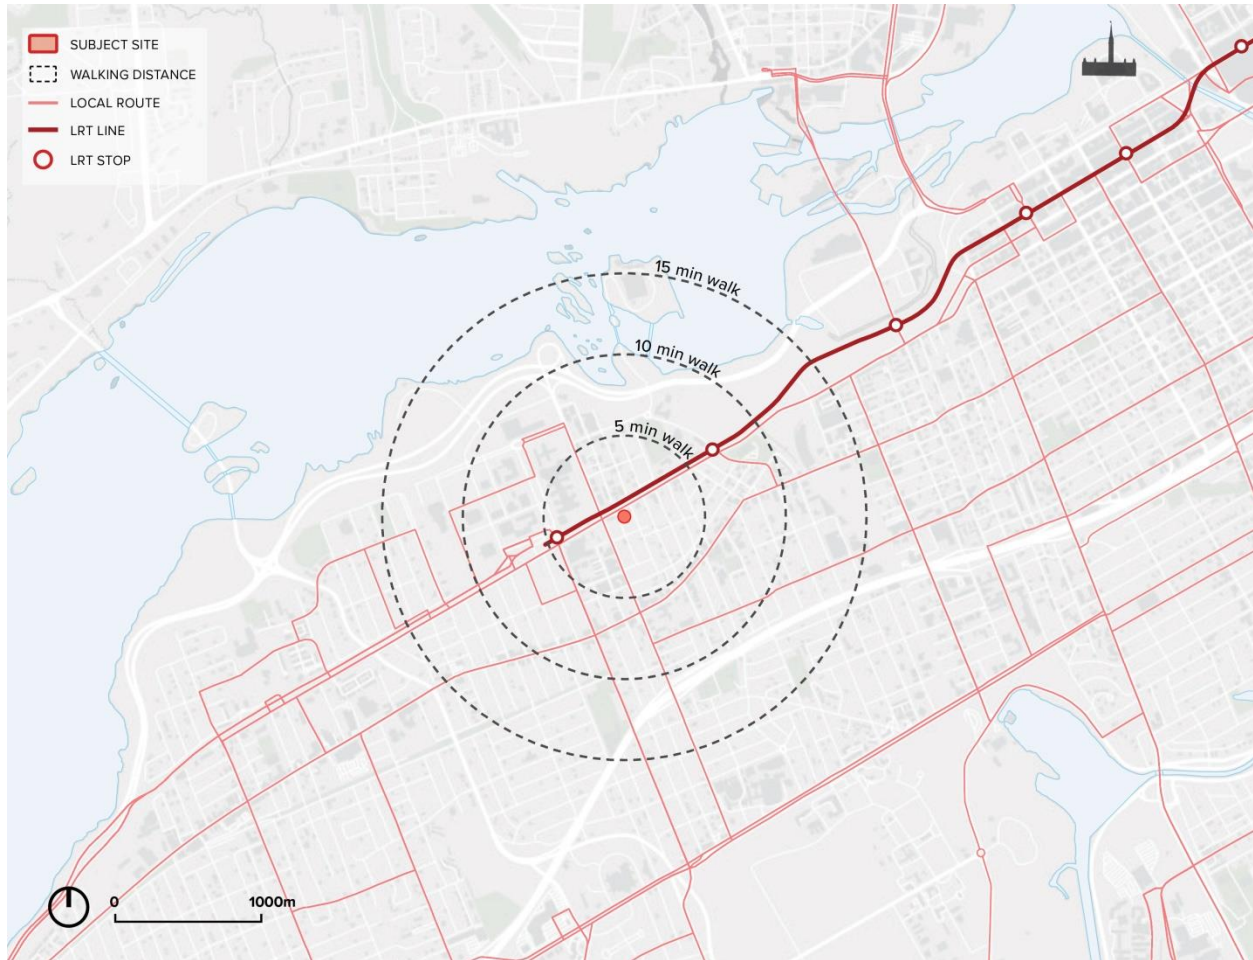 SUBJECT SITE
WALKING DISTANCE
LOCAL ROUTE
LRT LINE
LRT STOP
15 min walk
10 min walk
5 min walk
0 1000m